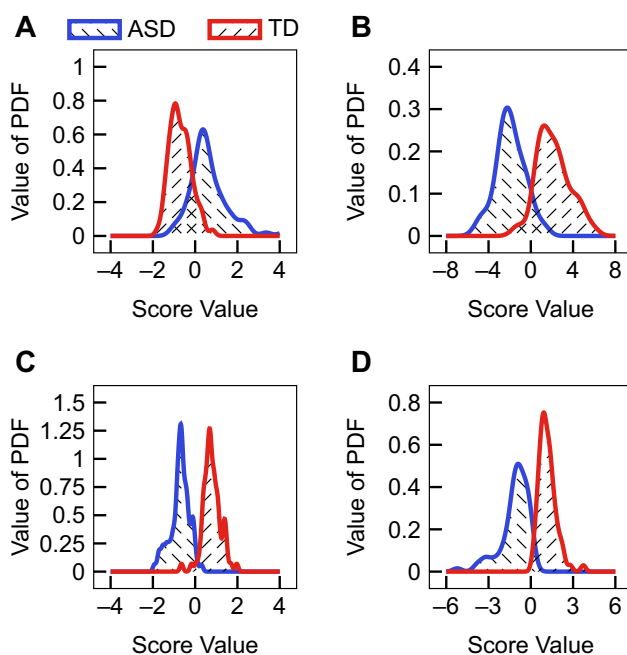 A ASD TD B
Value of PDF
1
0.8
0.6
0.4
0.2
0
−4 −2 0 2 4
Score Value
Value of PDF
0.4
0.3
0.2
0.1
0
−8 −4 0 4 8
Score Value
C
Value of PDF
1.5
1.25
1
0.75
0.5
0.25
0
−4 −2 0 2 4
Score Value
D
Value of PDF
0.8
0.6
0.4
0.2
0
−6 −3 0 3 6
Score Value